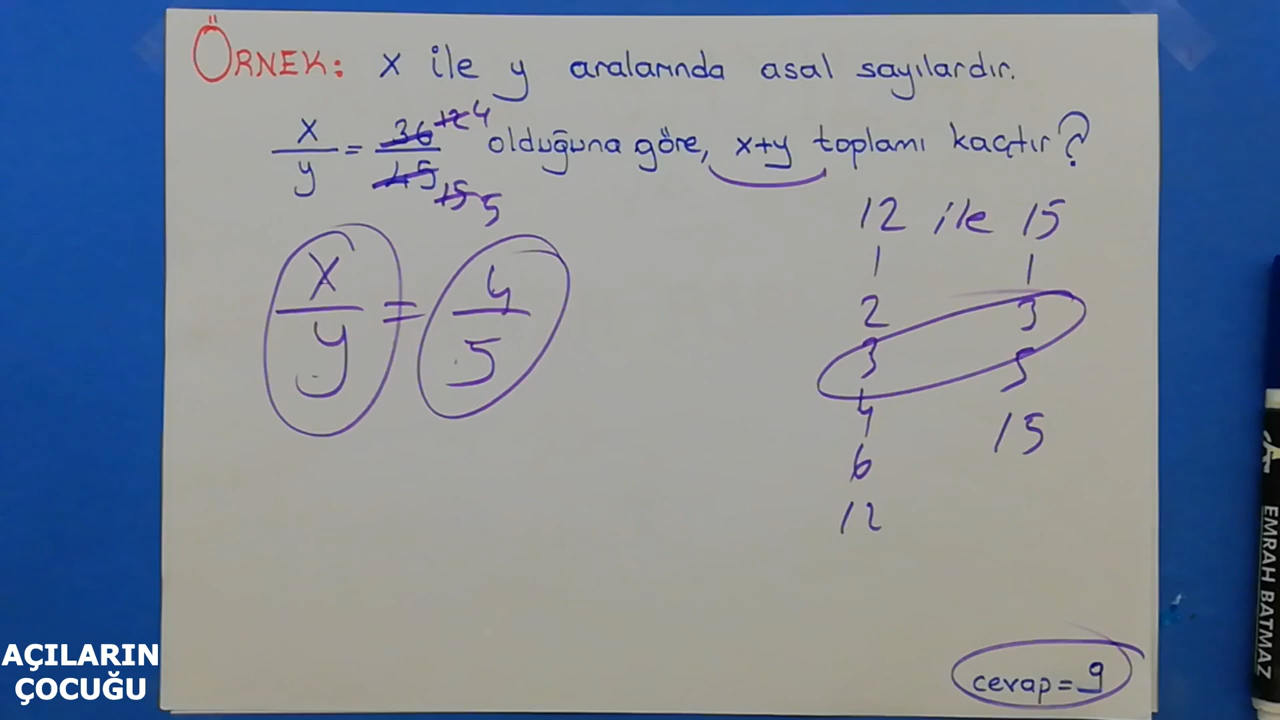 ÖRNEK: x ile y aralarında asal sayılardır.
x/y = 36/45 olduğuna göre, x+y toplamı kaçtır?
12 4
15 5
x/y = 4/5
12 ile 15
1 1
2 3
3 5
4 15
6
12
cevap = 9
AÇILARIN
ÇOCUĞU
EMRAH BATMAZ